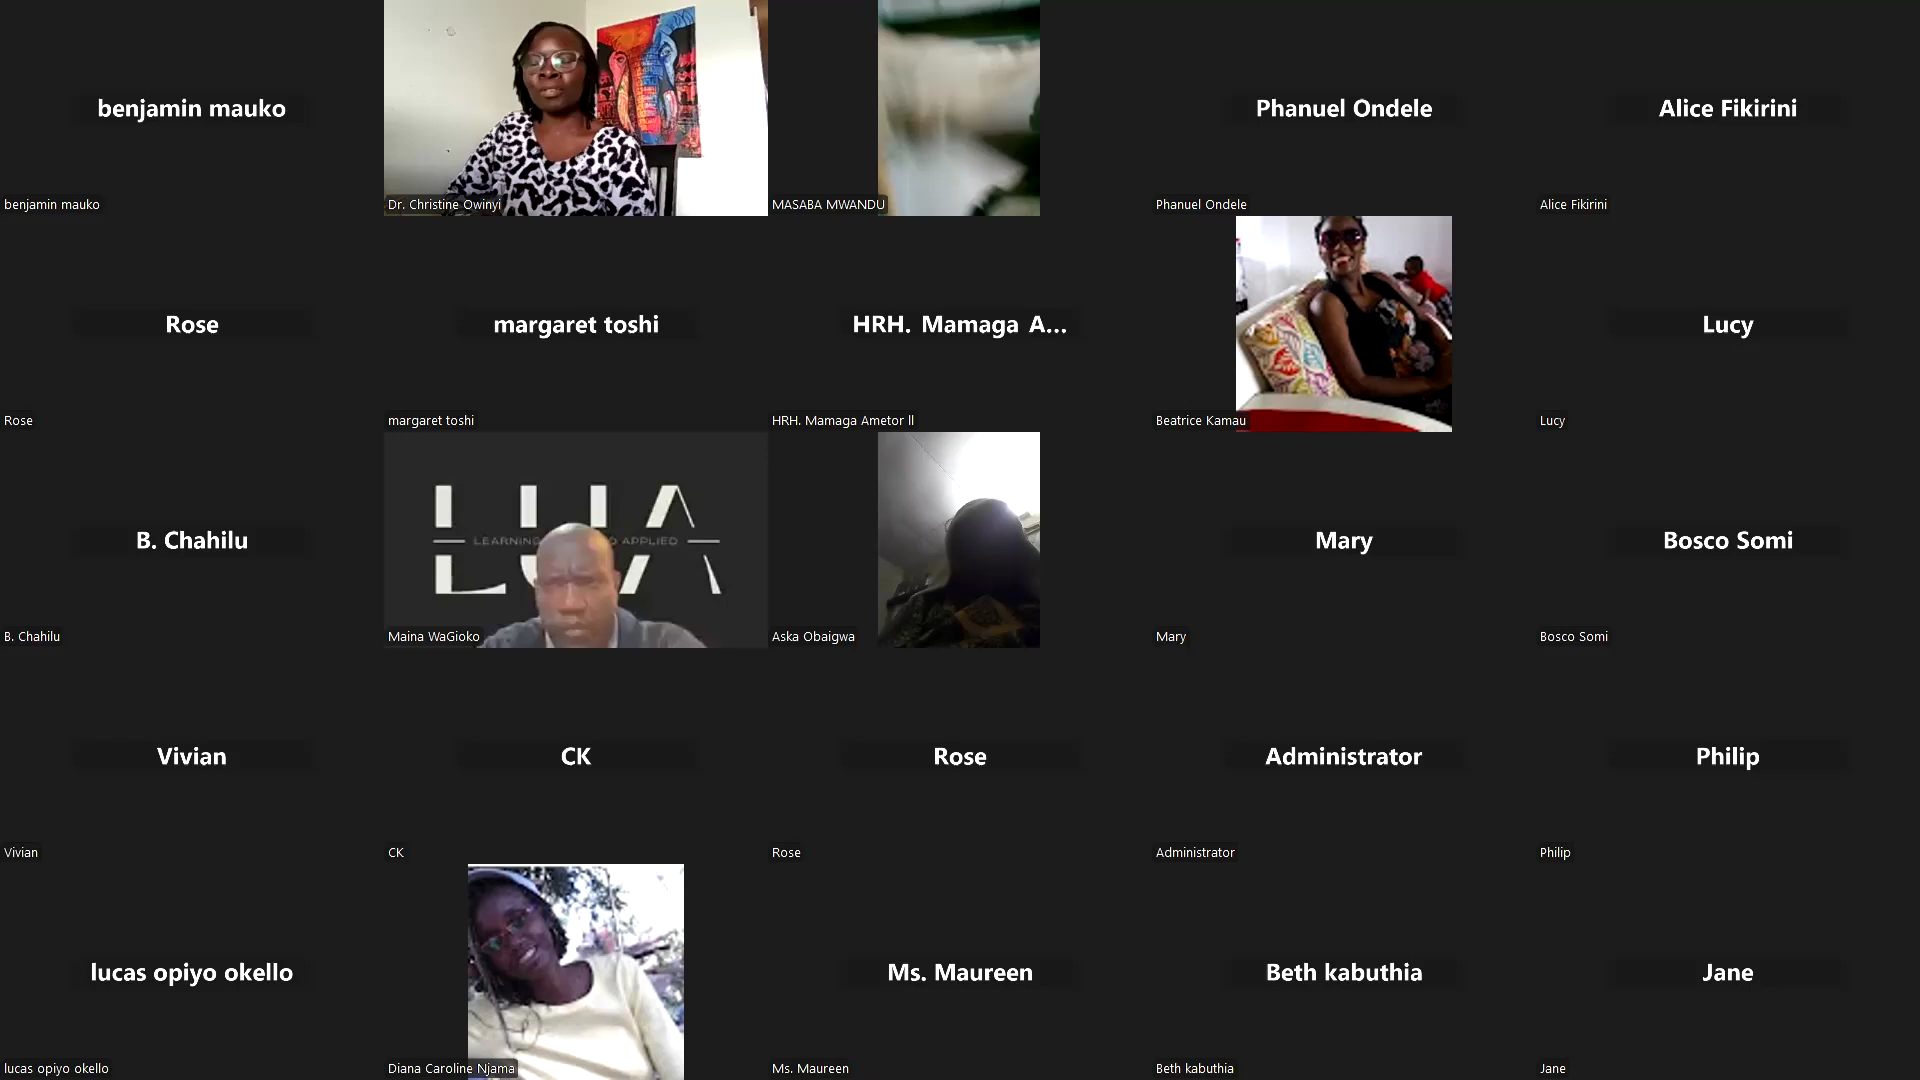 benjamin mauko
benjamin mauko
Dr. Christine Owinyi
MASABA MWANDU
Phanuel Ondele
Phanuel Ondele
Alice Fikirini
Alice Fikirini
Rose
Rose
margaret toshi
margaret toshi
HRH. Mamaga A...
HRH. Mamaga Ametor ll
Beatrice Kamau
Lucy
Lucy
B. Chahilu
B. Chahilu
LUA
LEARNING
APPLIED
Maina WaGioko
Aska Obaigwa
Mary
Mary
Bosco Somi
Bosco Somi
Vivian
Vivian
CK
CK
Rose
Rose
Administrator
Administrator
Philip
Philip
lucas opiyo okello
lucas opiyo okello
Diana Caroline Njama
Ms. Maureen
Ms. Maureen
Beth kabuthia
Beth kabuthia
Jane
Jane